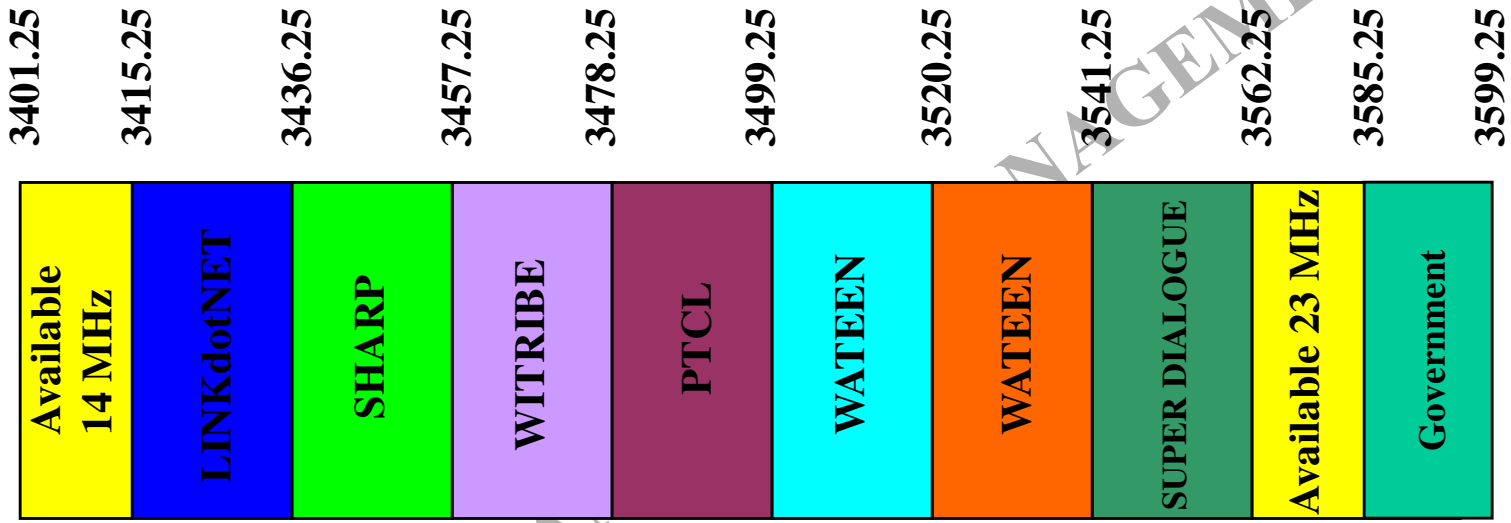 3401.25
3415.25
3436.25
3457.25
3478.25
3499.25
3520.25
3541.25
3562.25
3585.25
3599.25
Available
14 MHz
LINKdotNET
SHARP
WITRIBE
PTCL
WATEEN
WATEEN
SUPER DIALOGUE
Available 23 MHz
Government